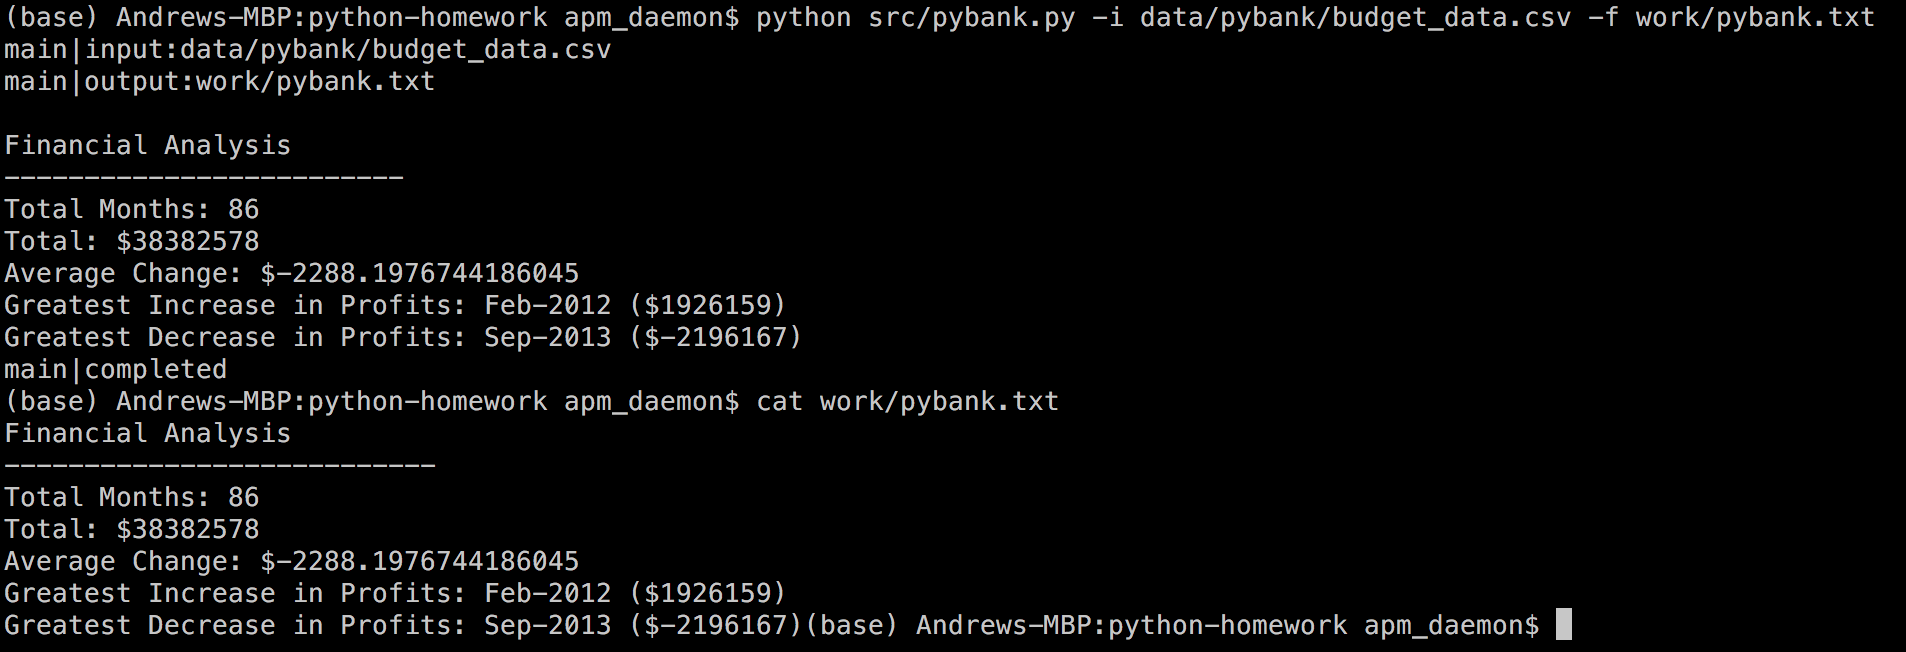 (base) Andrews-MBP:python-homework apm_daemon$ python src/pybank.py -i data/pybank/budget_data.csv -f work/pybank.txt
main|input:data/pybank/budget_data.csv
main|output:work/pybank.txt
Financial Analysis
-------------------------
Total Months: 86
Total: $38382578
Average Change: $-2288.1976744186045
Greatest Increase in Profits: Feb-2012 ($1926159)
Greatest Decrease in Profits: Sep-2013 ($-2196167)
main|completed
(base) Andrews-MBP:python-homework apm_daemon$ cat work/pybank.txt
Financial Analysis
---------------------------
Total Months: 86
Total: $38382578
Average Change: $-2288.1976744186045
Greatest Increase in Profits: Feb-2012 ($1926159)
Greatest Decrease in Profits: Sep-2013 ($-2196167)(base) Andrews-MBP:python-homework apm_daemon$